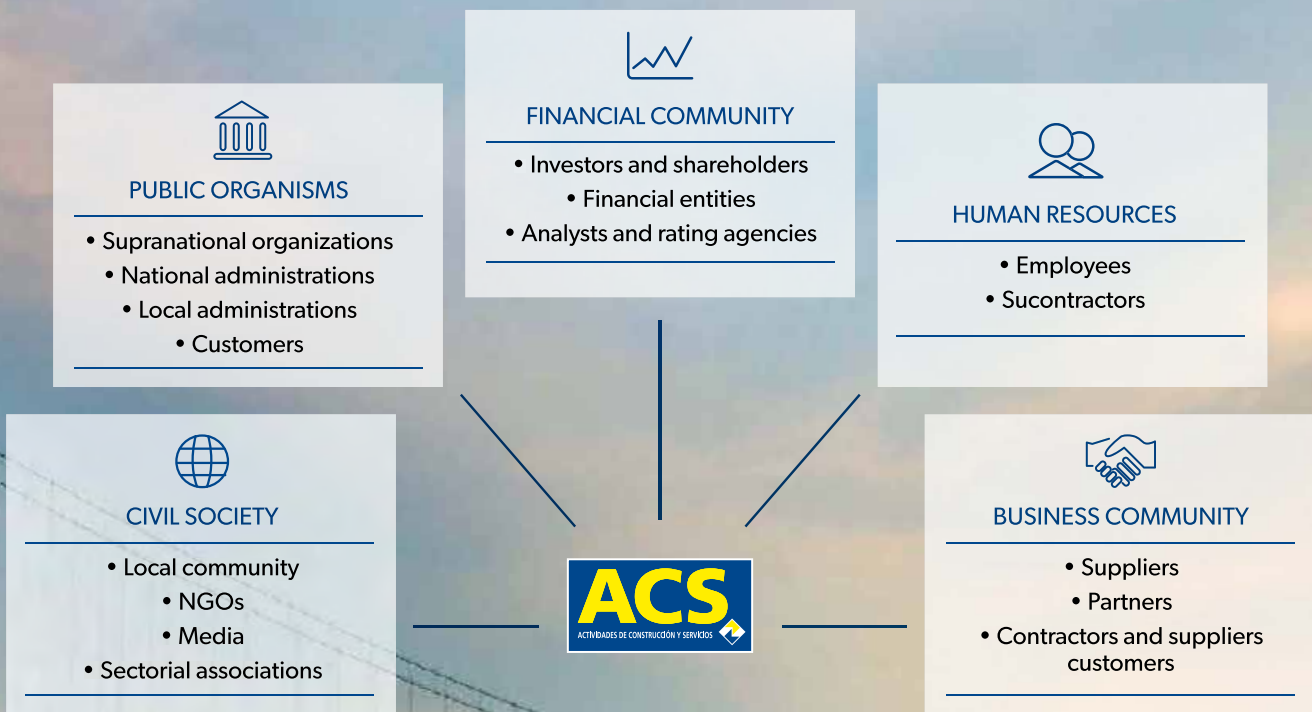 FINANCIAL COMMUNITY
• Investors and shareholders
• Financial entities
• Analysts and rating agencies
PUBLIC ORGANISMS
• Supranational organizations
• National administrations
• Local administrations
• Customers
HUMAN RESOURCES
• Employees
• Sucontractors
CIVIL SOCIETY
• Local community
• NGOs
• Media
• Sectorial associations
BUSINESS COMMUNITY
• Suppliers
• Partners
• Contractors and suppliers
customers
ACS
ACTIVIDADES DE CONSTRUCCIÓN Y SERVICIOS